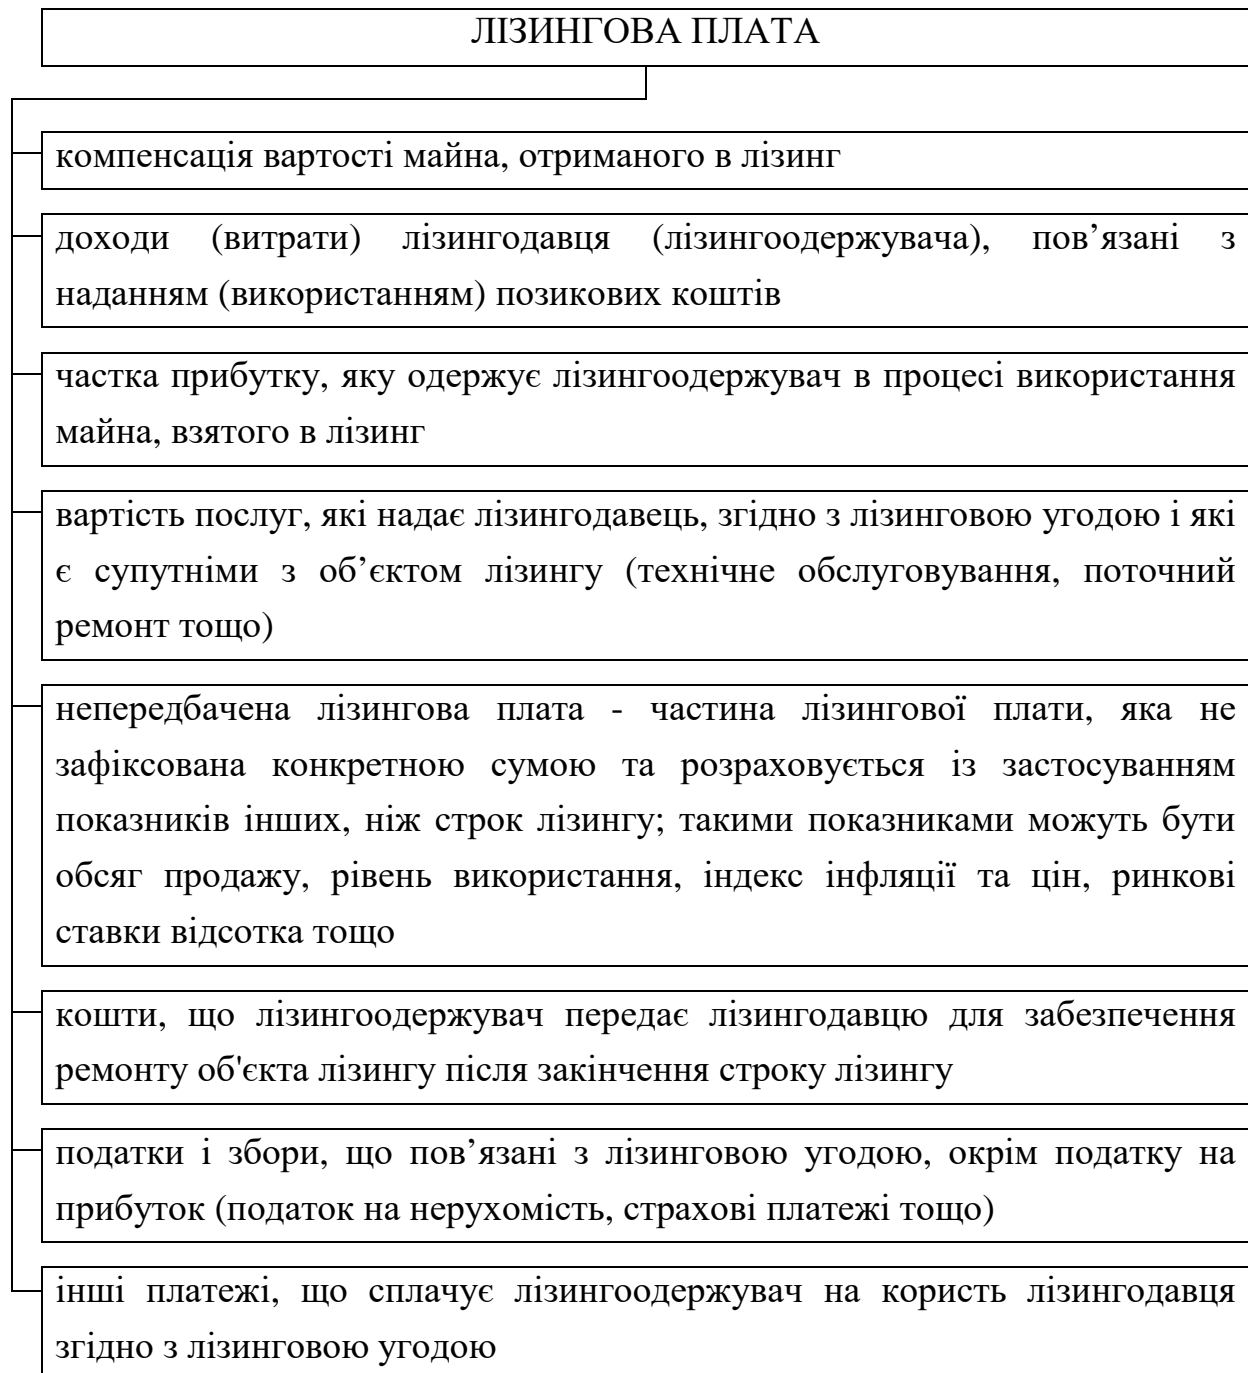 ЛІЗИНГОВА ПЛАТА
компенсація вартості майна, отриманого в лізинг
доходи (витрати) лізингодавця (лізингоодержувача), пов’язані з
наданням (використанням) позикових коштів
частка прибутку, яку одержує лізингоодержувач в процесі використання
майна, взятого в лізинг
вартість послуг, які надає лізингодавець, згідно з лізинговою угодою і які
є супутніми з об’єктом лізингу (технічне обслуговування, поточний
ремонт тощо)
непередбачена лізингова плата - частина лізингової плати, яка не
зафіксована конкретною сумою та розраховується із застосуванням
показників інших, ніж строк лізингу; такими показниками можуть бути
обсяг продажу, рівень використання, індекс інфляції та цін, ринкові
ставки відсотка тощо
кошти, що лізингоодержувач передає лізингодавцю для забезпечення
ремонту об'єкта лізингу після закінчення строку лізингу
податки і збори, що пов’язані з лізинговою угодою, окрім податку на
прибуток (податок на нерухомість, страхові платежі тощо)
інші платежі, що сплачує лізингоодержувач на користь лізингодавця
згідно з лізинговою угодою